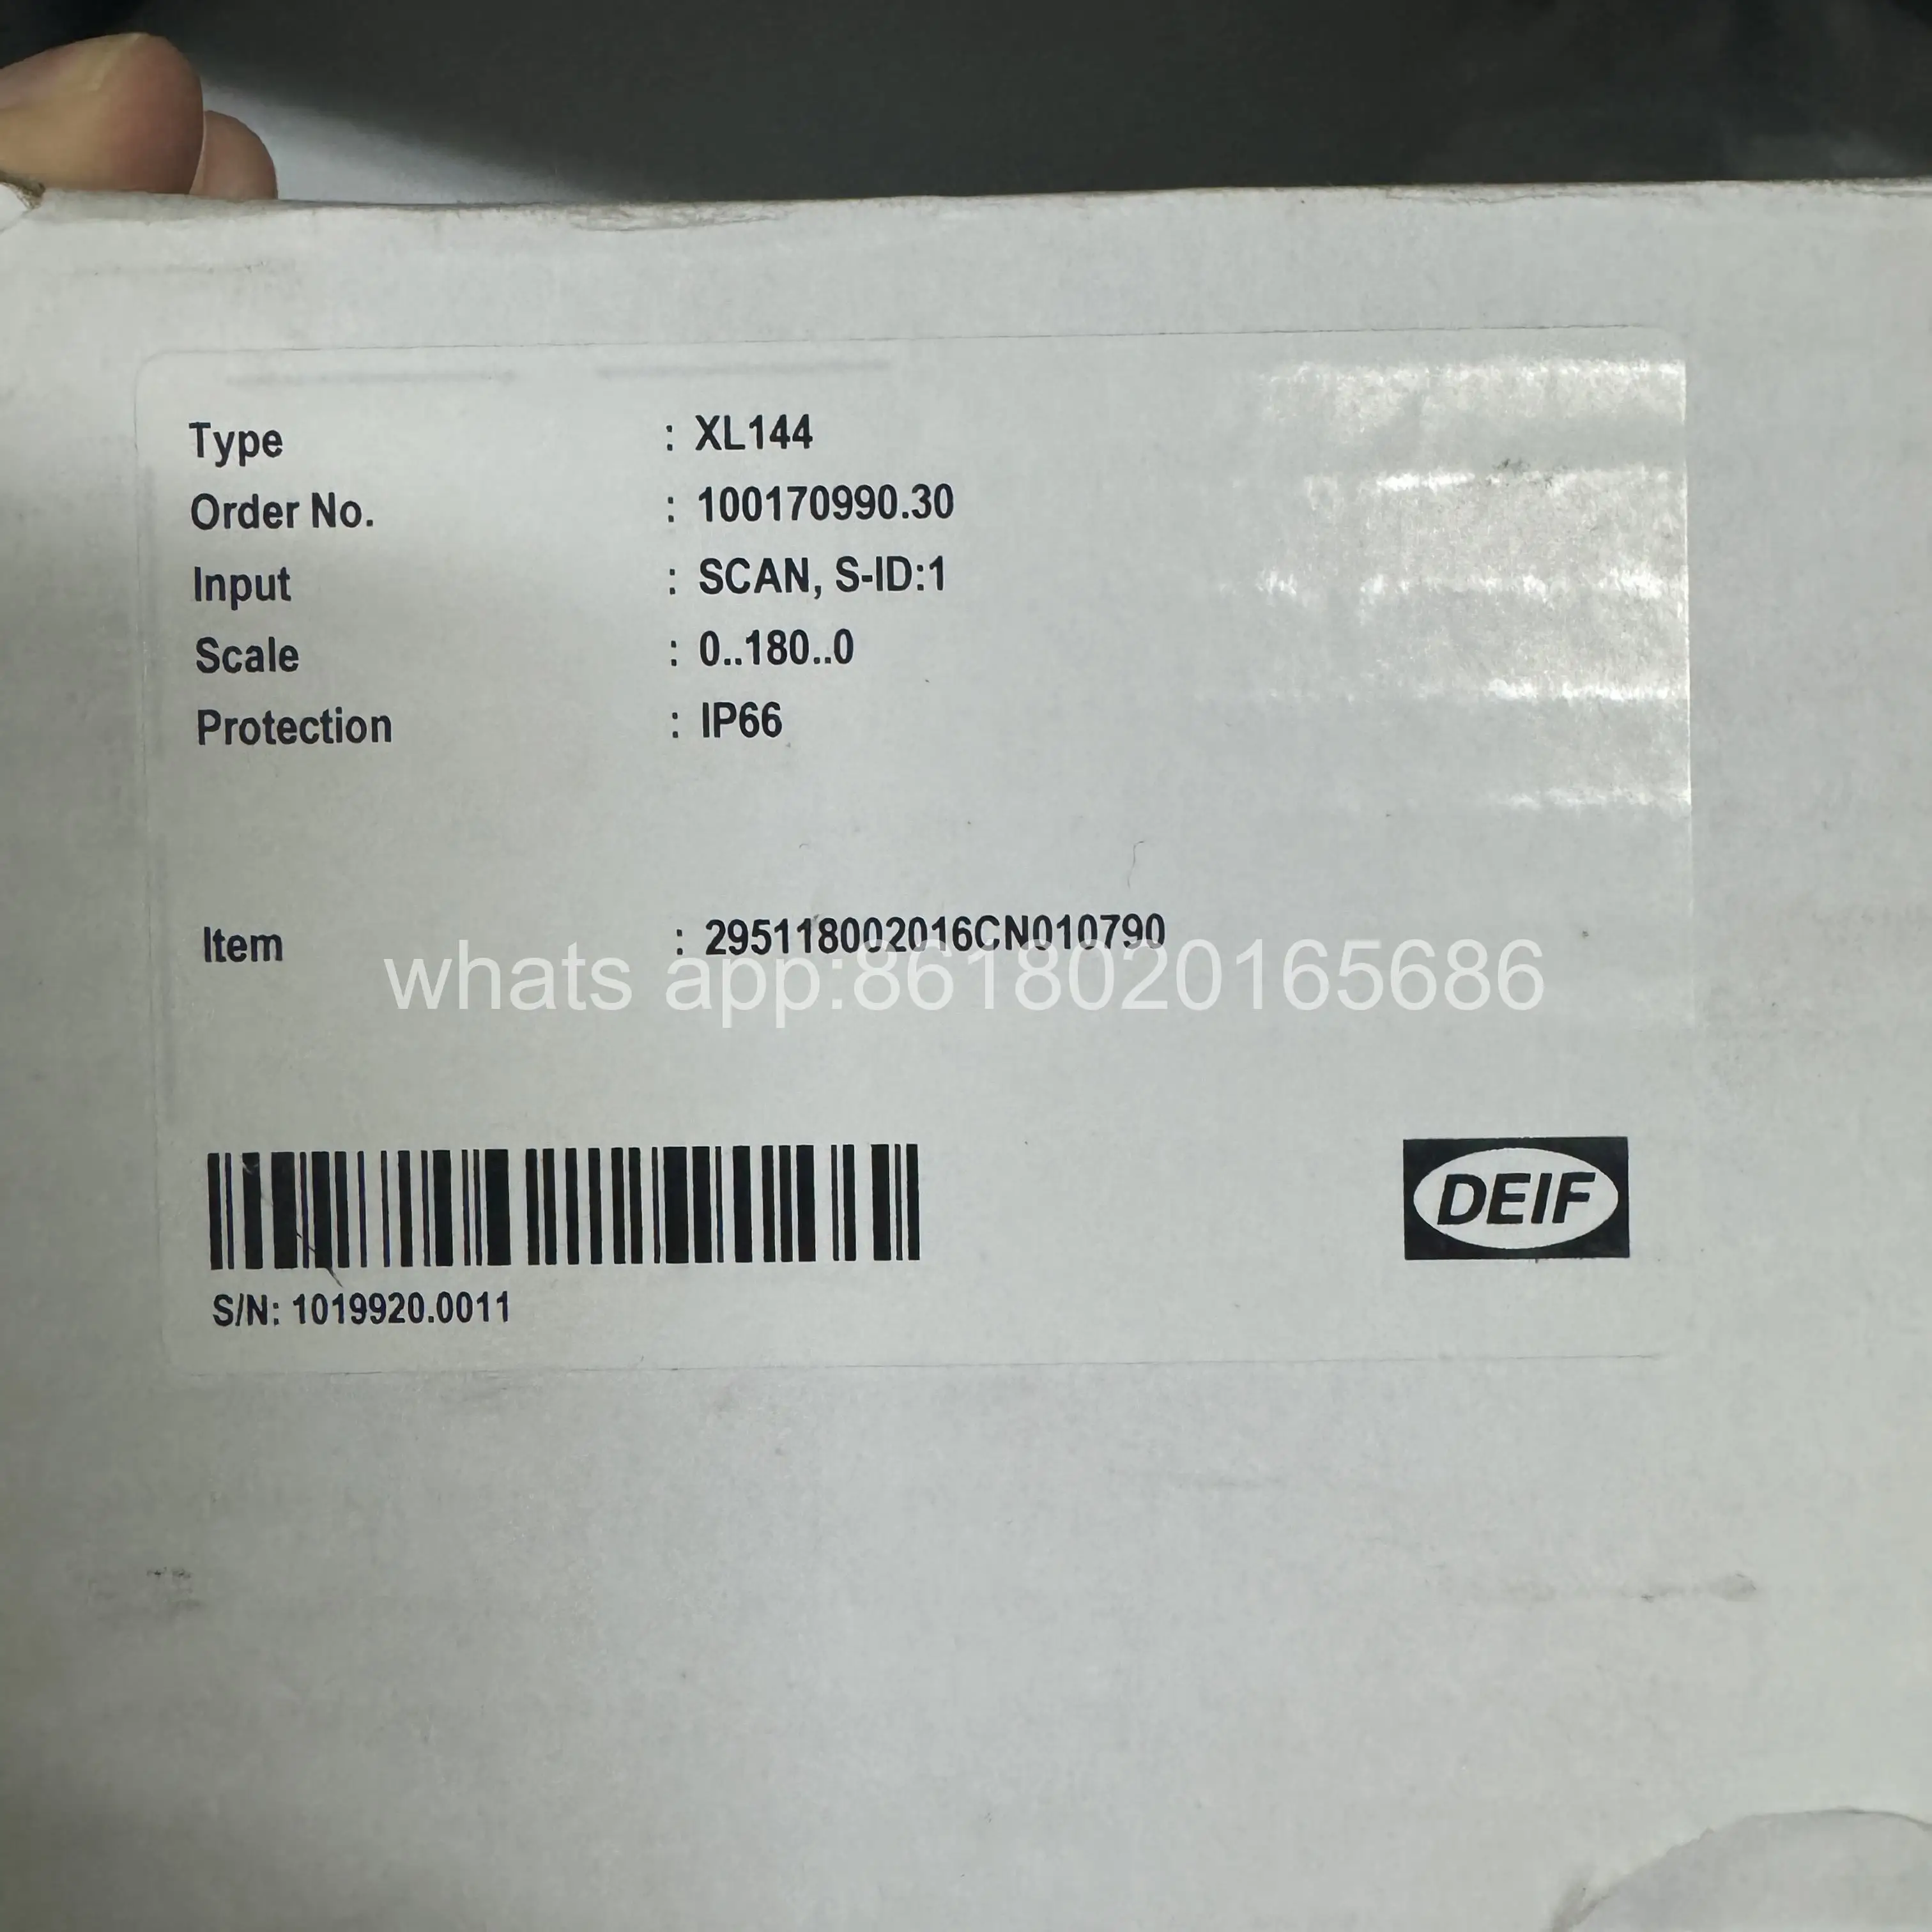 Type : XL144
Order No. : 100170990.30
Input : SCAN, S-ID:1
Scale : 0..180..0
Protection : IP66
Item : 295118002016CN010790
whats app:8618020165686
DEIF
S/N: 1019920.0011